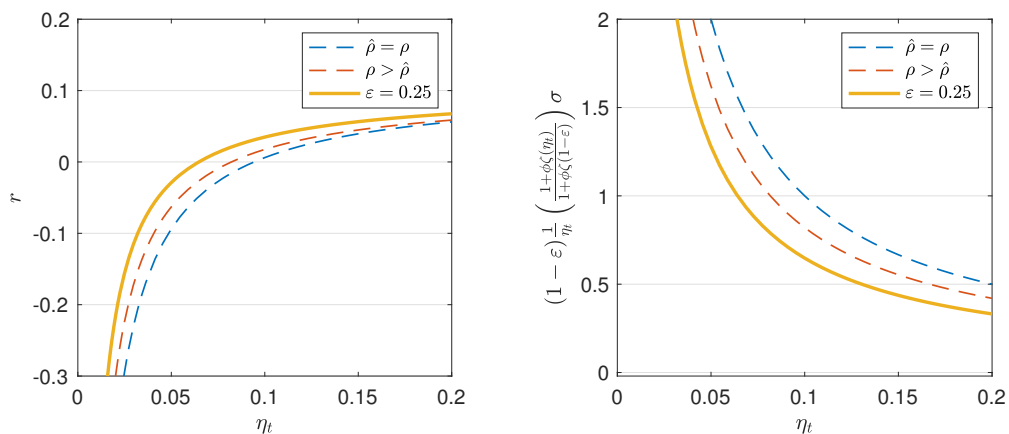 0.2
0.1
0
-0.1
-0.2
-0.3
r
0
0.05
0.1
0.15
0.2
η_t
ρ̂ = ρ
ρ > ρ̂
ε = 0.25
2
1.5
1
0.5
0
(1 − ε) 1/η_t ( (1+φζ(η_t)) / (1+φζ(1−ε)) ) σ
0
0.05
0.1
0.15
0.2
η_t
ρ̂ = ρ
ρ > ρ̂
ε = 0.25